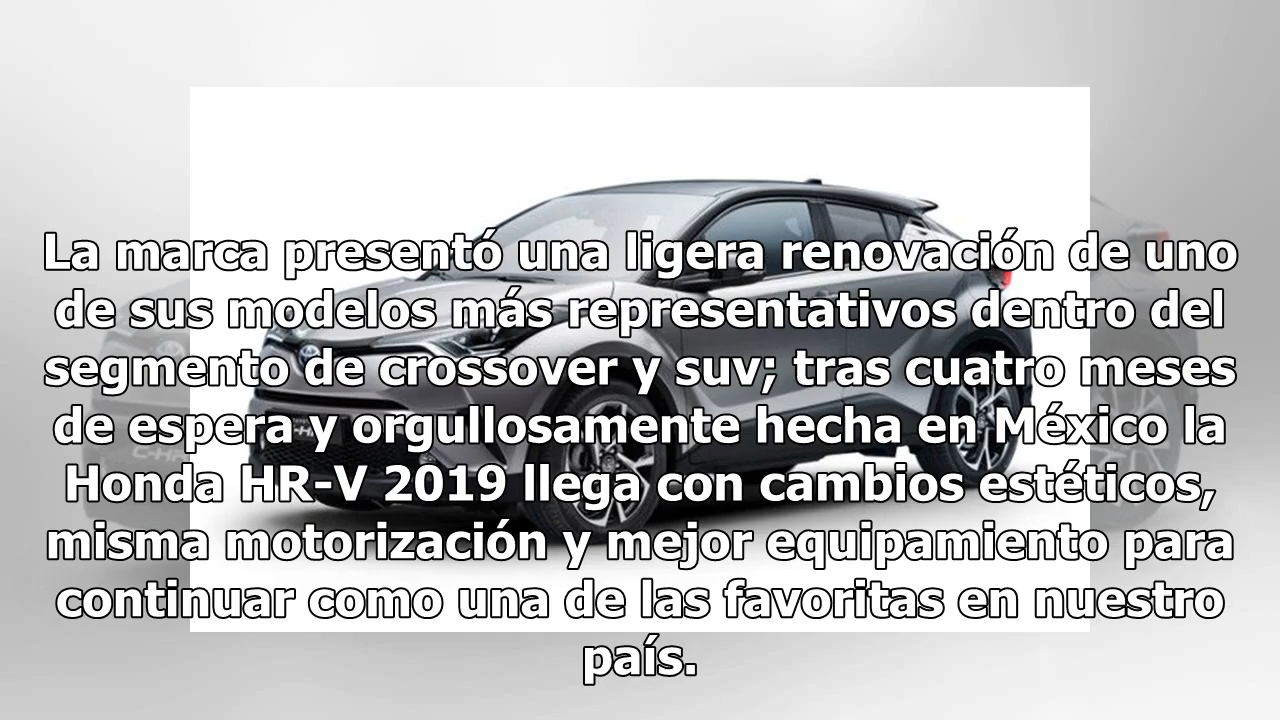 La marca presentó una ligera renovación de uno
de sus modelos más representativos dentro del
segmento de crossover y suv; tras cuatro meses
de espera y orgullosamente hecha en México la
Honda HR-V 2019 llega con cambios estéticos,
misma motorización y mejor equipamiento para
continuar como una de las favoritas en nuestro
país.
C-HR